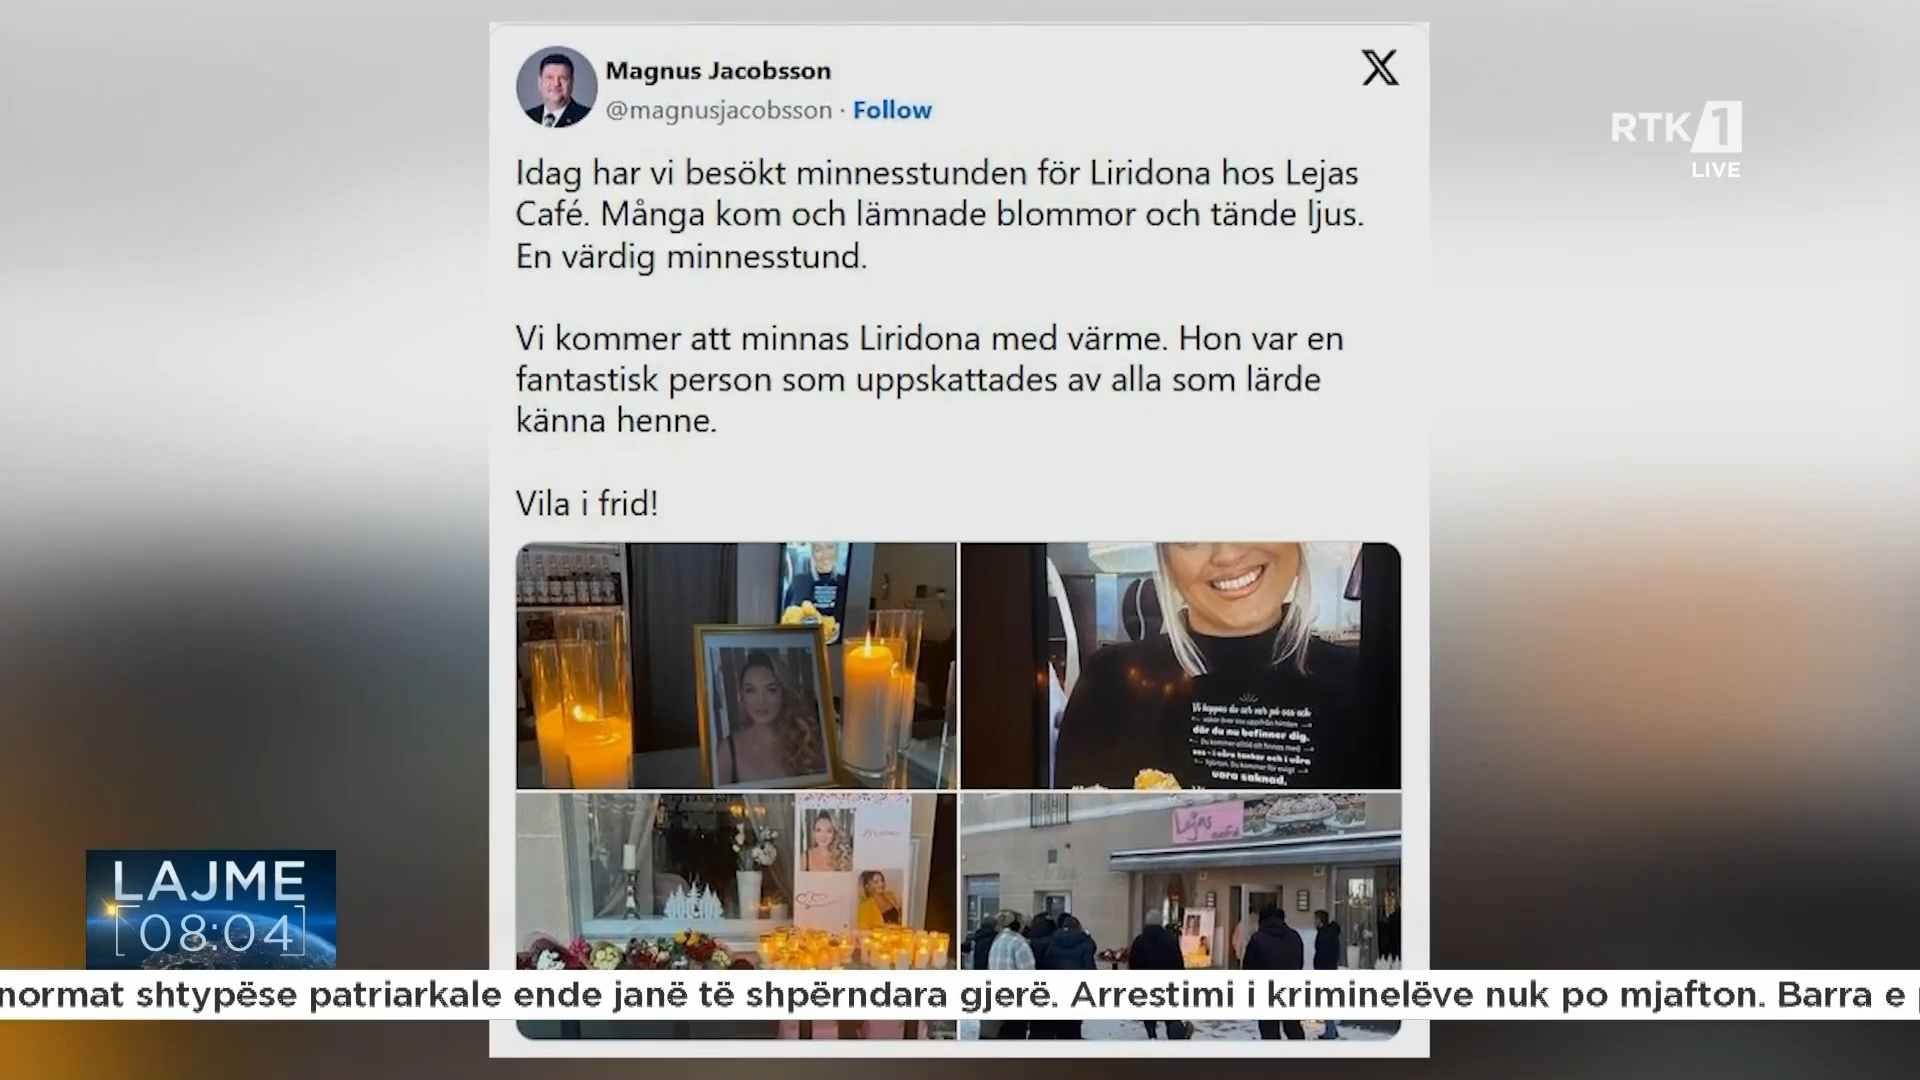 Magnus Jacobsson
@magnusjacobsson · Follow
X
RTK 1
LIVE
Idag har vi besökt minnesstunden för Liridona hos Lejas
Café. Många kom och lämnade blommor och tände ljus.
En värdig minnesstund.
Vi kommer att minnas Liridona med värme. Hon var en
fantastisk person som uppskattades av alla som lärde
känna henne.
Vila i frid!
där du nu befinner dig.
vara saknad.
Lejas
café
LAJME
08:04
normat shtypëse patriarkale ende janë të shpërndara gjerë. Arrestimi i kriminelëve nuk po mjafton. Barra e